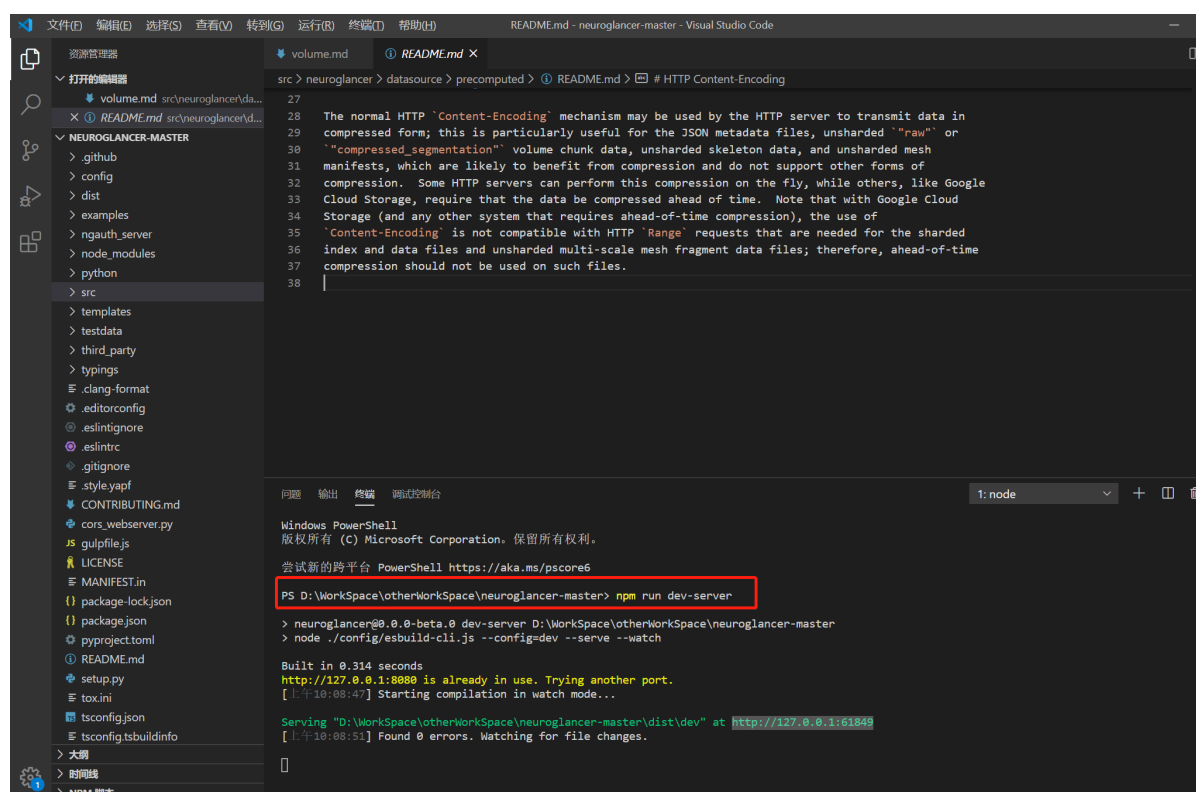 文件(F) 编辑(E) 选择(S) 查看(V) 转到(G) 运行(R) 终端(T) 帮助(H) README.md - neuroglancer-master - Visual Studio Code
资源管理器
打开的编辑器
volume.md src\neuroglancer\da...
README.md src\neuroglancer\d...
NEUROGLANCER-MASTER
.github
config
dist
examples
ngauth_server
node_modules
python
src
templates
testdata
third_party
typings
.clang-format
.editorconfig
.eslintignore
.eslintrc
.gitignore
.style.yapf
CONTRIBUTING.md
cors_webserver.py
JS gulpfile.js
LICENSE
MANIFEST.in
{} package-lock.json
{} package.json
pyproject.toml
README.md
setup.py
tox.ini
TS tsconfig.json
tsconfig.tsbuildinfo
大纲
时间线
NPM 脚本
1
volume.md README.md
src > neuroglancer > datasource > precomputed > README.md > # HTTP Content-Encoding
27
28 The normal HTTP `Content-Encoding` mechanism may be used by the HTTP server to transmit data in
29 compressed form; this is particularly useful for the JSON metadata files, unsharded `"raw"` or
30 `"compressed_segmentation"` volume chunk data, unsharded skeleton data, and unsharded mesh
31 manifests, which are likely to benefit from compression and do not support other forms of
32 compression. Some HTTP servers can perform this compression on the fly, while others, like Google
33 Cloud Storage, require that the data be compressed ahead of time. Note that with Google Cloud
34 Storage (and any other system that requires ahead-of-time compression), the use of
35 `Content-Encoding` is not compatible with HTTP `Range` requests that are needed for the sharded
36 index and data files and unsharded multi-scale mesh fragment data files; therefore, ahead-of-time
37 compression should not be used on such files.
38
问题 输出 终端 调试控制台 1: node
Windows PowerShell
版权所有 (C) Microsoft Corporation。保留所有权利。
尝试新的跨平台 PowerShell https://aka.ms/pscore6
PS D:\WorkSpace\otherWorkSpace\neuroglancer-master> npm run dev-server
> neuroglancer@0.0.0-beta.0 dev-server D:\WorkSpace\otherWorkSpace\neuroglancer-master
> node ./config/esbuild-cli.js --config=dev --serve --watch
Built in 0.314 seconds
http://127.0.0.1:8080 is already in use. Trying another port.
[上午10:08:47] Starting compilation in watch mode...
Serving "D:\WorkSpace\otherWorkSpace\neuroglancer-master\dist\dev" at http://127.0.0.1:61849
[上午10:08:51] Found 0 errors. Watching for file changes.